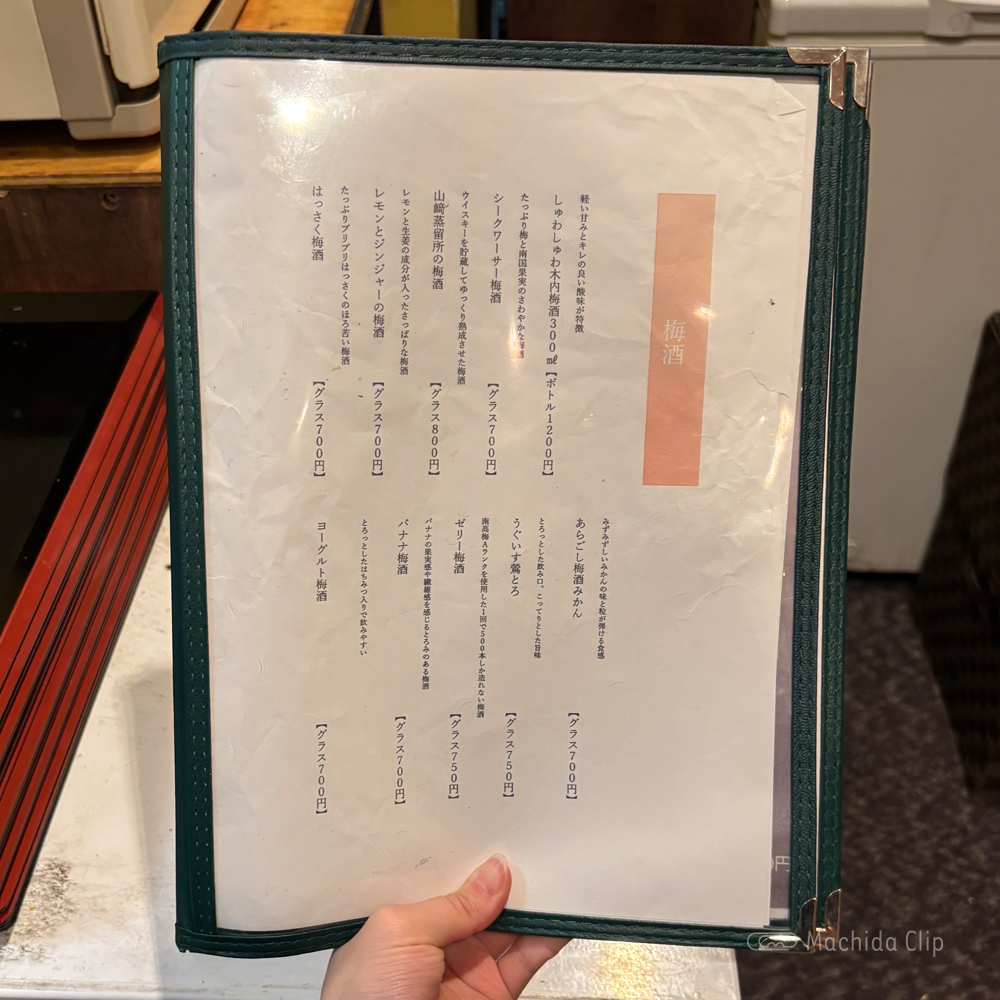 梅酒
軽い甘みとキレの良い酸味が特徴
しゅわしゅわ木内梅酒300㎖【ボトル1200円】
たっぷり梅と南国果実のさわやかな梅酒
シークワーサー梅酒【グラス700円】
ウイスキーを貯蔵してゆっくり熟成させた梅酒
山﨑蒸留所の梅酒【グラス800円】
レモンと生姜の成分が入ったさっぱりな梅酒
レモンとジンジャーの梅酒【グラス700円】
たっぷりプリプリはっさくのほろ苦い梅酒
はっさく梅酒【グラス700円】
みずみずしいみかんの味と粒が弾ける食感
あらごし梅酒みかん【グラス700円】
とろっとした飲み口。こってりとした旨味
うぐいす鶯とろ【グラス750円】
南高梅Aランクを使用した1回で500本しか造れない梅酒
ゼリー梅酒【グラス750円】
バナナの果実感や繊維感を感じるとろみのある梅酒
バナナ梅酒【グラス700円】
とろっとしたはちみつ入りで飲みやすい
ヨーグルト梅酒【グラス700円】
0円
Machida Clip